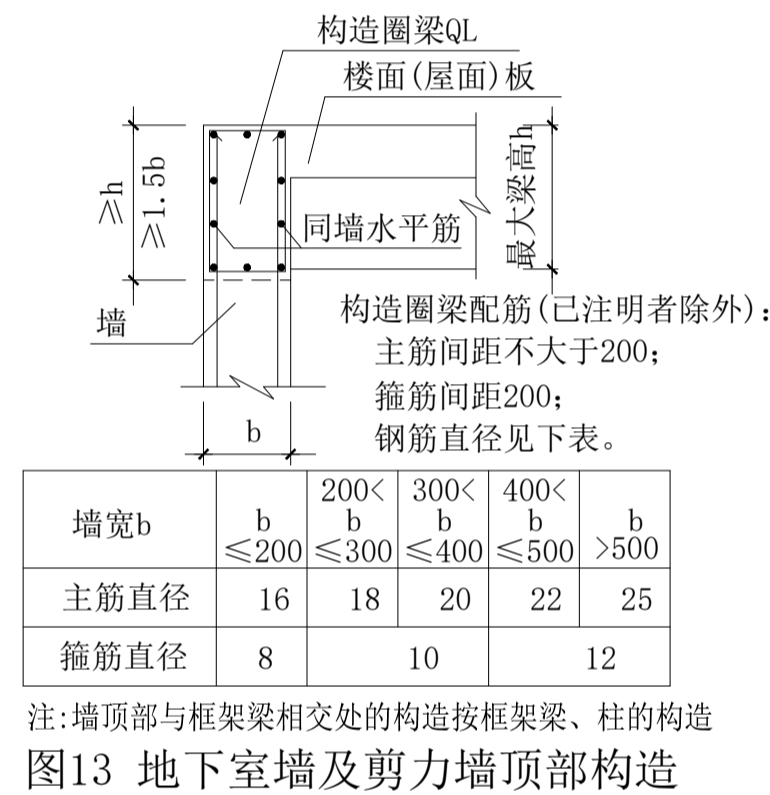 构造圈梁QL
楼面(屋面)板
≥h
≥1.5b
最大梁高h
同墙水平筋
墙
构造圈梁配筋(已注明者除外):
主筋间距不大于200;
箍筋间距200;
钢筋直径见下表。
b
墙宽b b ≤200 200< b ≤300 300< b ≤400 400< b ≤500 b >500
主筋直径 16 18 20 22 25
箍筋直径 8 10 12
注:墙顶部与框架梁相交处的构造按框架梁、柱的构造
图13 地下室墙及剪力墙顶部构造